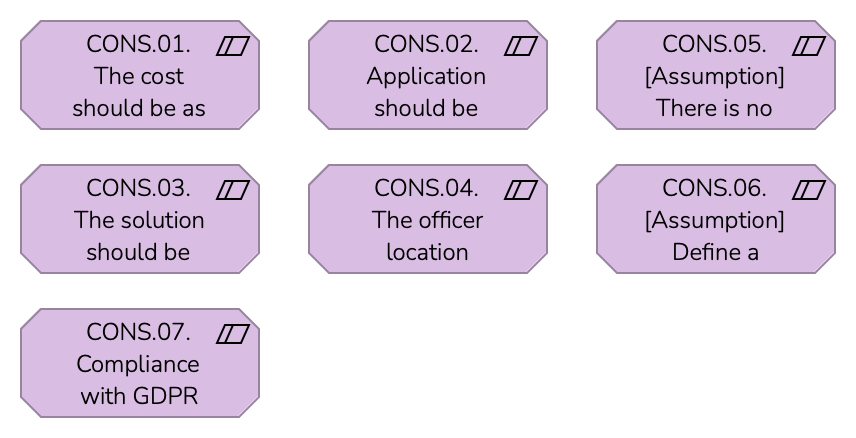 CONS.01.
The cost
should be as
CONS.02.
Application
should be
CONS.05.
[Assumption]
There is no
CONS.03.
The solution
should be
CONS.04.
The officer
location
CONS.06.
[Assumption]
Define a
CONS.07.
Compliance
with GDPR